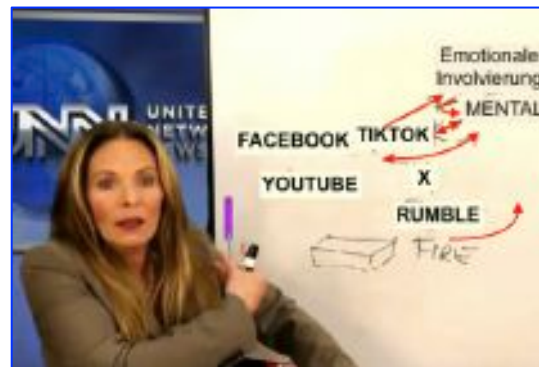 UNITE
NETW
NEWS
Emotionale
Involvierung
MENTAL
FACEBOOK TIKTOK
YOUTUBE X
RUMBLE
FIRE